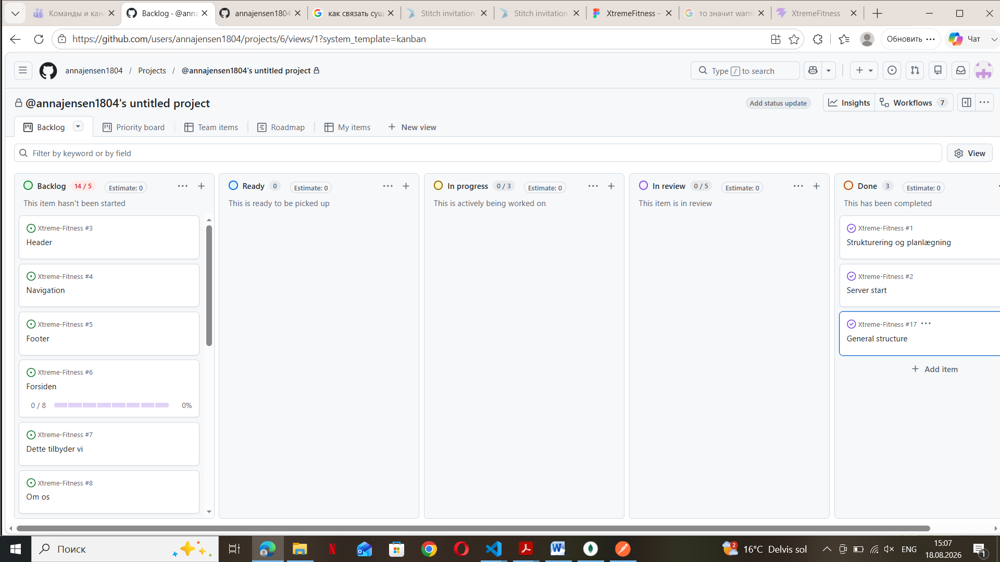 Команды и кан
Backlog · @anna
annajensen1804
как связать сущ
Stitch invitation
Stitch invitation
XtremeFitness –
то значит warni
XtremeFitness
https://github.com/users/annajensen1804/projects/6/views/1?system_template=kanban
Обновить
Чат
annajensen1804 / Projects / @annajensen1804's untitled project
Type / to search
@annajensen1804's untitled project
Add status update
Insights
Workflows 7
Backlog
Priority board
Team items
Roadmap
My items
New view
Filter by keyword or by field
View
Backlog 14 / 5 Estimate: 0
This item hasn't been started
Xtreme-Fitness #3
Header
Xtreme-Fitness #4
Navigation
Xtreme-Fitness #5
Footer
Xtreme-Fitness #6
Forsiden
0 / 8 0%
Xtreme-Fitness #7
Dette tilbyder vi
Xtreme-Fitness #8
Om os
Ready 0 Estimate: 0
This is ready to be picked up
In progress 0 / 3 Estimate: 0
This is actively being worked on
In review 0 / 5 Estimate: 0
This item is in review
Done 3 Estimate: 0
This has been completed
Xtreme-Fitness #1
Strukturering og planlægning
Xtreme-Fitness #2
Server start
Xtreme-Fitness #17
General structure
Add item
Поиск
2
16°C Delvis sol
ENG
15:07
18.08.2026
1